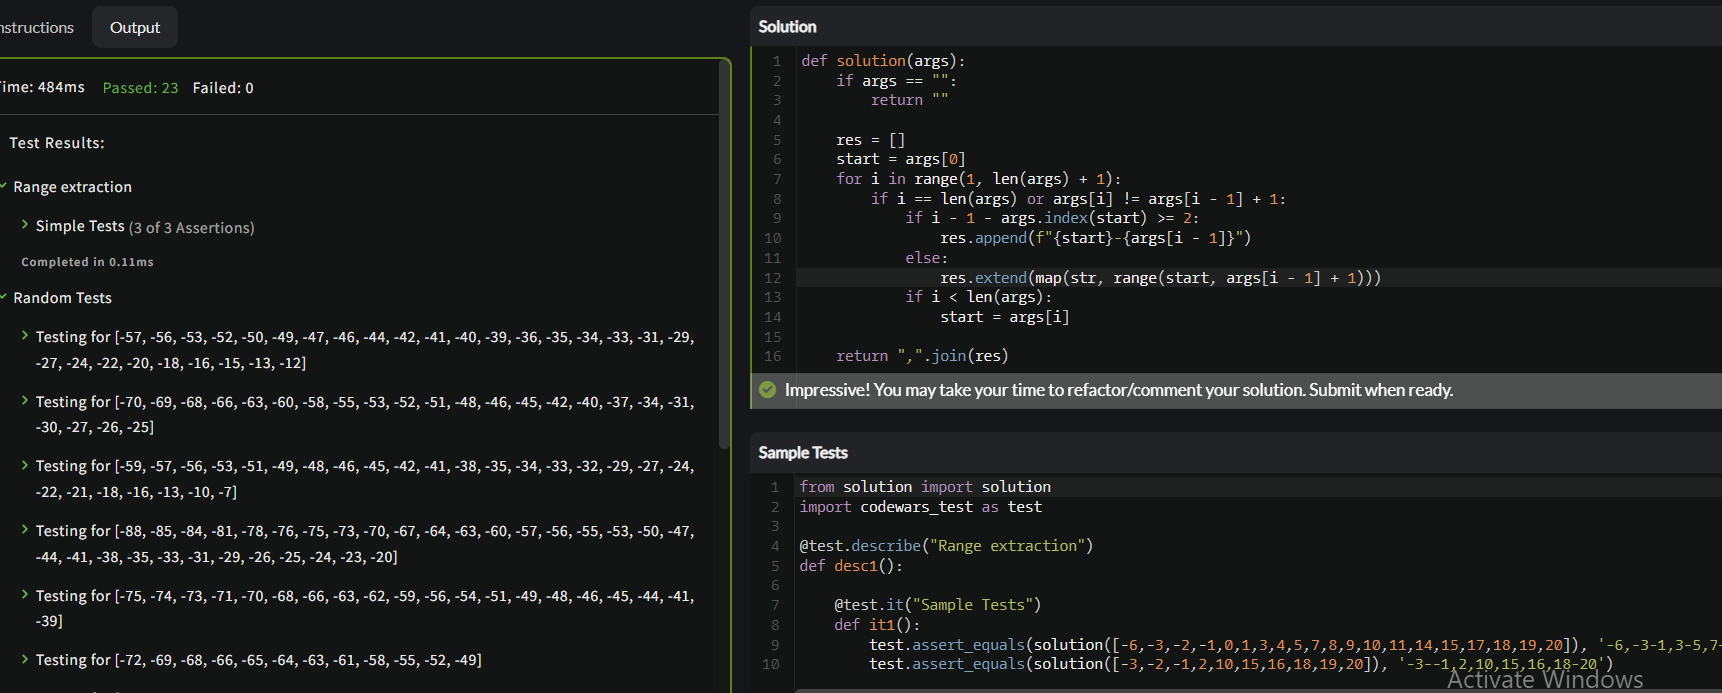 nstructions
Output
ime: 484ms Passed: 23 Failed: 0
Test Results:
Range extraction
Simple Tests (3 of 3 Assertions)
Completed in 0.11ms
Random Tests
Testing for [-57, -56, -53, -52, -50, -49, -47, -46, -44, -42, -41, -40, -39, -36, -35, -34, -33, -31, -29,
-27, -24, -22, -20, -18, -16, -15, -13, -12]
Testing for [-70, -69, -68, -66, -63, -60, -58, -55, -53, -52, -51, -48, -46, -45, -42, -40, -37, -34, -31,
-30, -27, -26, -25]
Testing for [-59, -57, -56, -53, -51, -49, -48, -46, -45, -42, -41, -38, -35, -34, -33, -32, -29, -27, -24,
-22, -21, -18, -16, -13, -10, -7]
Testing for [-88, -85, -84, -81, -78, -76, -75, -73, -70, -67, -64, -63, -60, -57, -56, -55, -53, -50, -47,
-44, -41, -38, -35, -33, -31, -29, -26, -25, -24, -23, -20]
Testing for [-75, -74, -73, -71, -70, -68, -66, -63, -62, -59, -56, -54, -51, -49, -48, -46, -45, -44, -41,
-39]
Testing for [-72, -69, -68, -66, -65, -64, -63, -61, -58, -55, -52, -49]
Solution
1 def solution(args):
2     if args == "":
3         return ""
4
5     res = []
6     start = args[0]
7     for i in range(1, len(args) + 1):
8         if i == len(args) or args[i] != args[i - 1] + 1:
9             if i - 1 - args.index(start) >= 2:
10                 res.append(f"{start}-{args[i - 1]}")
11             else:
12                 res.extend(map(str, range(start, args[i - 1] + 1)))
13             if i < len(args):
14                 start = args[i]
15
16     return ",".join(res)
Impressive! You may take your time to refactor/comment your solution. Submit when ready.
Sample Tests
1 from solution import solution
2 import codewars_test as test
3
4 @test.describe("Range extraction")
5 def desc1():
6
7     @test.it("Sample Tests")
8     def it1():
9         test.assert_equals(solution([-6,-3,-2,-1,0,1,3,4,5,7,8,9,10,11,14,15,17,18,19,20]), '-6,-3-1,3-5,7-
10         test.assert_equals(solution([-3,-2,-1,2,10,15,16,18,19,20]), '-3--1,2,10,15,16,18-20')
Activate Windows